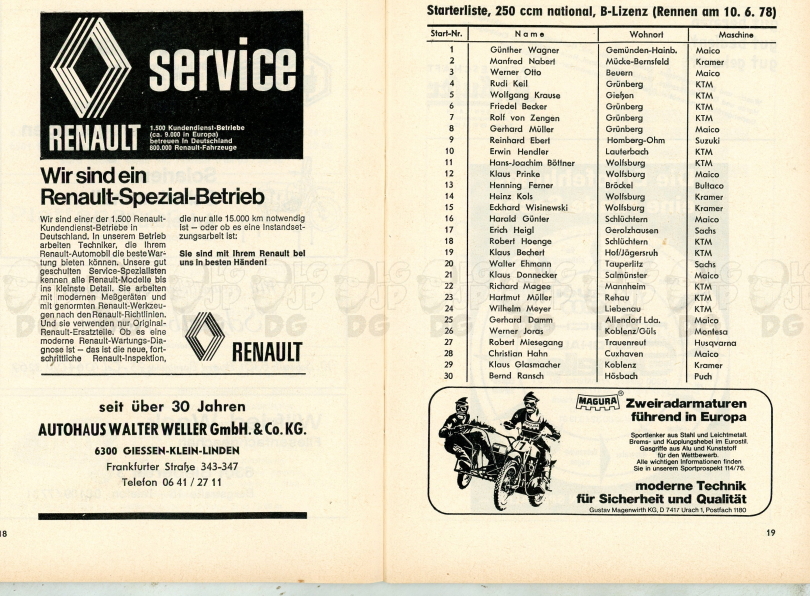 service
RENAULT
1.500 Kundendienst-Betriebe
(ca. 9.000 in Europa)
betreuen in Deutschland
800.000 Renault-Fahrzeuge
Wir sind ein
Renault-Spezial-Betrieb
Wir sind einer der 1.500 Renault-
Kundendienst-Betriebe in
Deutschland. In unserem Betrieb
arbeiten Techniker, die Ihrem
Renault-Automobil die beste War-
tung bieten können. Unsere gut
geschulten Service-Spezialisten
kennen alle Renault-Modelle bis
ins kleinste Detail. Sie arbeiten
mit modernen Meßgeräten und
mit genormten Renault-Werkzeu-
gen nach den Renault-Richtlinien.
Und sie verwenden nur Original-
Renault-Ersatzteile. Ob es eine
moderne Renault-Wartungs-Dia-
gnose ist — das ist die neue, fort-
schrittliche Renault-Inspektion,
die nur alle 15.000 km notwendig
ist — oder ob es eine Instandset-
zungsarbeit ist:
Sie sind mit Ihrem Renault bei
uns in besten Händen!
RENAULT
seit über 30 Jahren
AUTOHAUS WALTER WELLER GmbH. & Co. KG.
6300 GIESSEN-KLEIN-LINDEN
Frankfurter Straße 343-347
Telefon 06 41 / 27 11
18
Starterliste, 250 ccm national, B-Lizenz (Rennen am 10. 6. 78)
Start-Nr. Name Wohnort Maschine
1 Günther Wagner Gemünden-Hainb. Maico
2 Manfred Nabert Mücke-Bernsfeld Kramer
3 Werner Otto Beuern Maico
4 Rudi Keil Grünberg KTM
5 Wolfgang Krause Gießen KTM
6 Friedel Becker Grünberg KTM
7 Rolf von Zengen Grünberg KTM
8 Gerhard Müller Grünberg Maico
9 Reinhard Ebert Homberg-Ohm Suzuki
10 Erwin Hendler Lauterbach KTM
11 Hans-Joachim Böttner Wolfsburg KTM
12 Klaus Prinke Wolfsburg KTM
13 Henning Ferner Bröckel Bultaco
14 Heinz Kols Wolfsburg Kramer
15 Eckhard Wisinewski Wolfsburg Kramer
16 Harald Günter Schlüchtern Maico
17 Erich Heigl Gerolzhausen Sachs
18 Robert Hoenge Schlüchtern KTM
19 Klaus Bechert Hof/Jägersruh KTM
20 Walter Ehmann Tauperlitz Sachs
21 Klaus Donnecker Salmünster Maico
22 Richard Magee Mannheim KTM
23 Hartmut Müller Rehau KTM
24 Wilhelm Meyer Liebenau KTM
25 Gerhard Damm Allendorf Lda. Maico
26 Werner Joras Koblenz/Güls Montesa
27 Robert Miesegang Trauenreut Husqvarna
28 Christian Hahn Cuxhaven Maico
29 Klaus Glasmacher Koblenz Kramer
30 Bernd Ransch Hösbach Puch
MAGURA Zweiradarmaturen
führend in Europa
Sportlenker aus Stahl und Leichtmetall.
Brems- und Kupplungshebel im Eurostil.
Gasgriffe aus Alu und Kunststoff
für den Wettbewerb.
Alle wichtigen Informationen finden
Sie in unserem Sportprospekt 114/76.
moderne Technik
für Sicherheit und Qualität
Gustav Magenwirth KG, D 7417 Urach 1, Postfach 1180
19